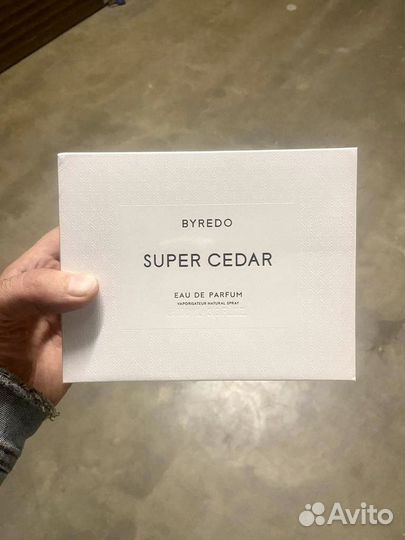 BYREDO
SUPER CEDAR
EAU DE PARFUM
VAPORISATEUR NATURAL SPRAY
Avito